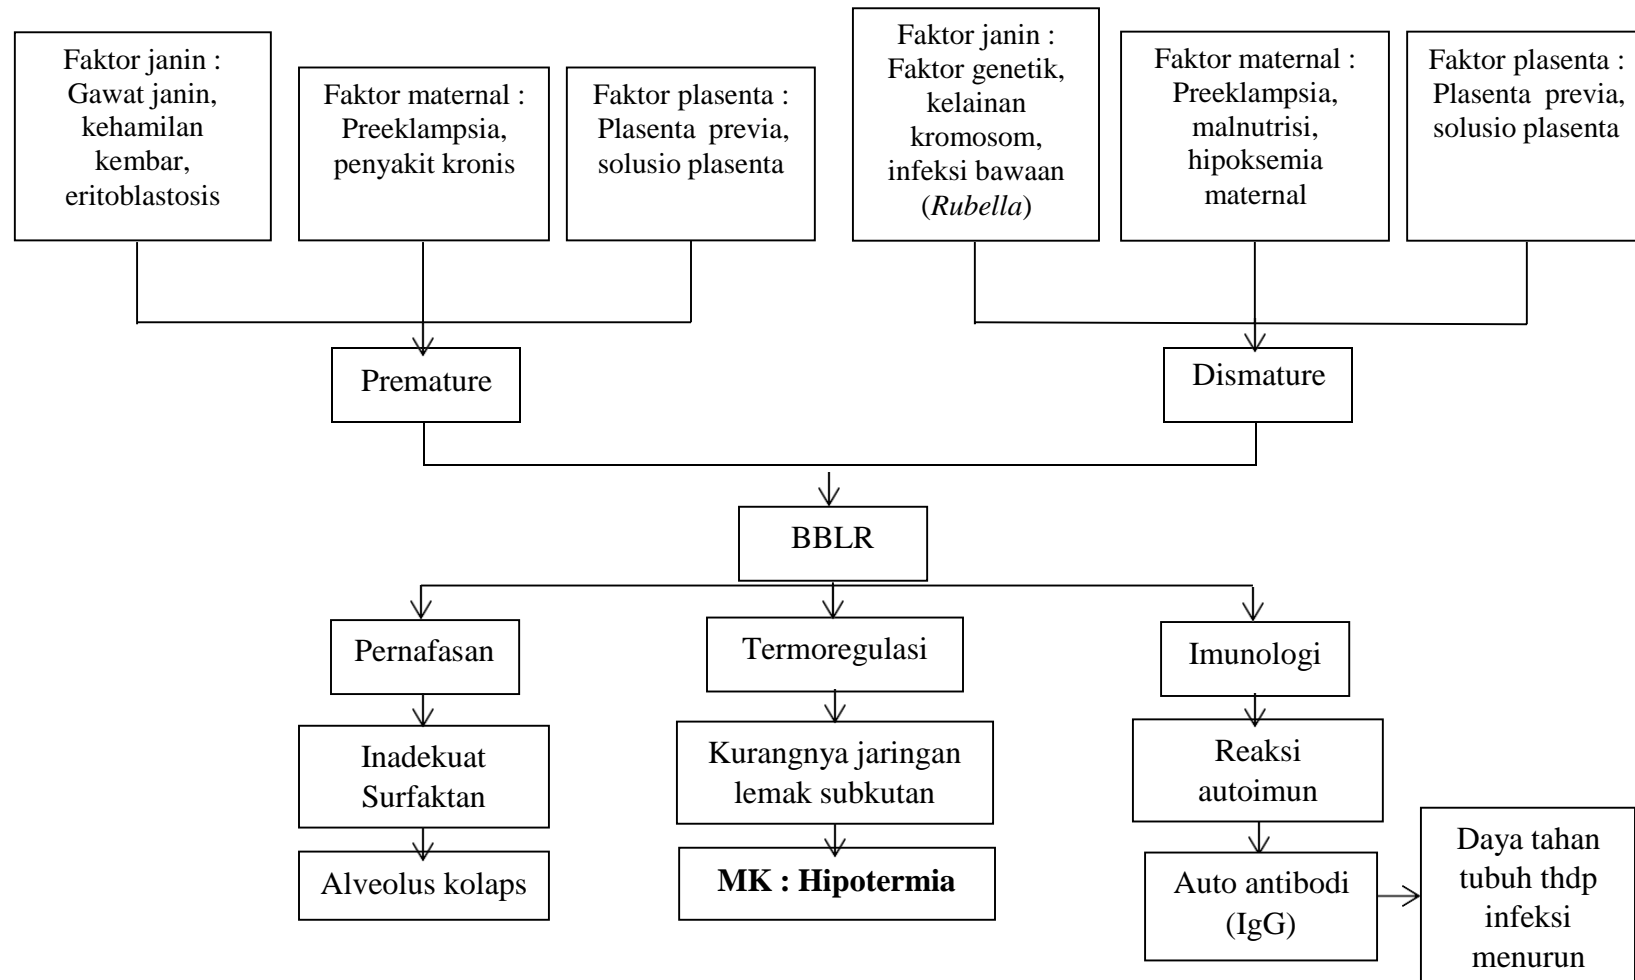 Faktor janin :
Gawat janin,
kehamilan
kembar,
eritoblastosis
Faktor maternal :
Preeklampsia,
penyakit kronis
Faktor plasenta :
Plasenta previa,
solusio plasenta
Faktor janin :
Faktor genetik,
kelainan
kromosom,
infeksi bawaan
(Rubella)
Faktor maternal :
Preeklampsia,
malnutrisi,
hipoksemia
maternal
Faktor plasenta :
Plasenta previa,
solusio plasenta
Premature
Dismature
BBLR
Pernafasan
Termoregulasi
Imunologi
Inadekuat
Surfaktan
Kurangnya jaringan
lemak subkutan
Reaksi
autoimun
Alveolus kolaps
MK : Hipotermia
Auto antibodi
(IgG)
Daya tahan
tubuh thdp
infeksi
menurun